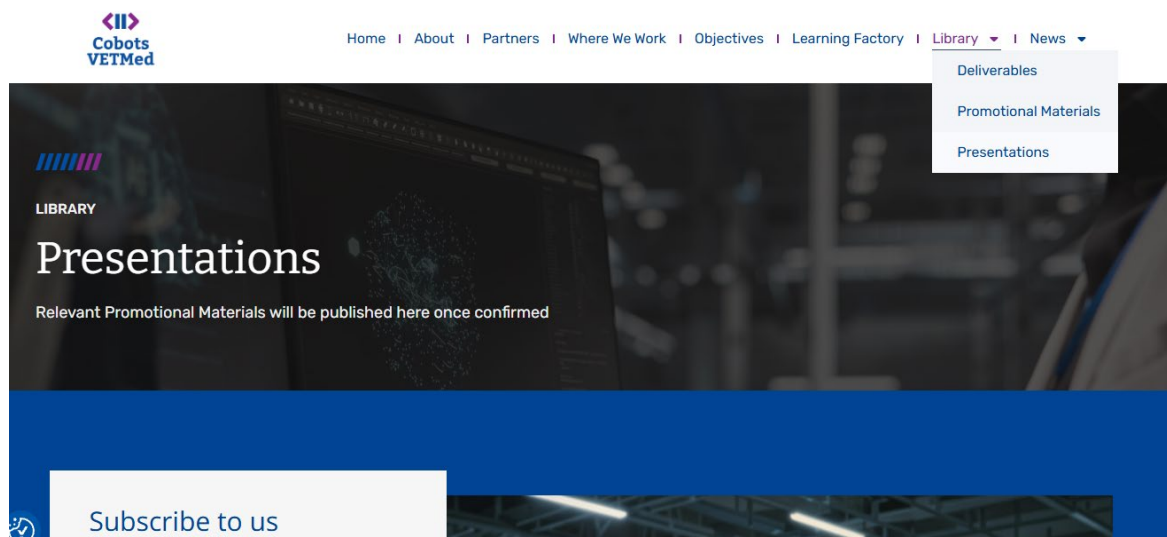 Cobots
VETMed
Home | About | Partners | Where We Work | Objectives | Learning Factory | Library | News
Deliverables
Promotional Materials
Presentations
LIBRARY
Presentations
Relevant Promotional Materials will be published here once confirmed
Subscribe to us